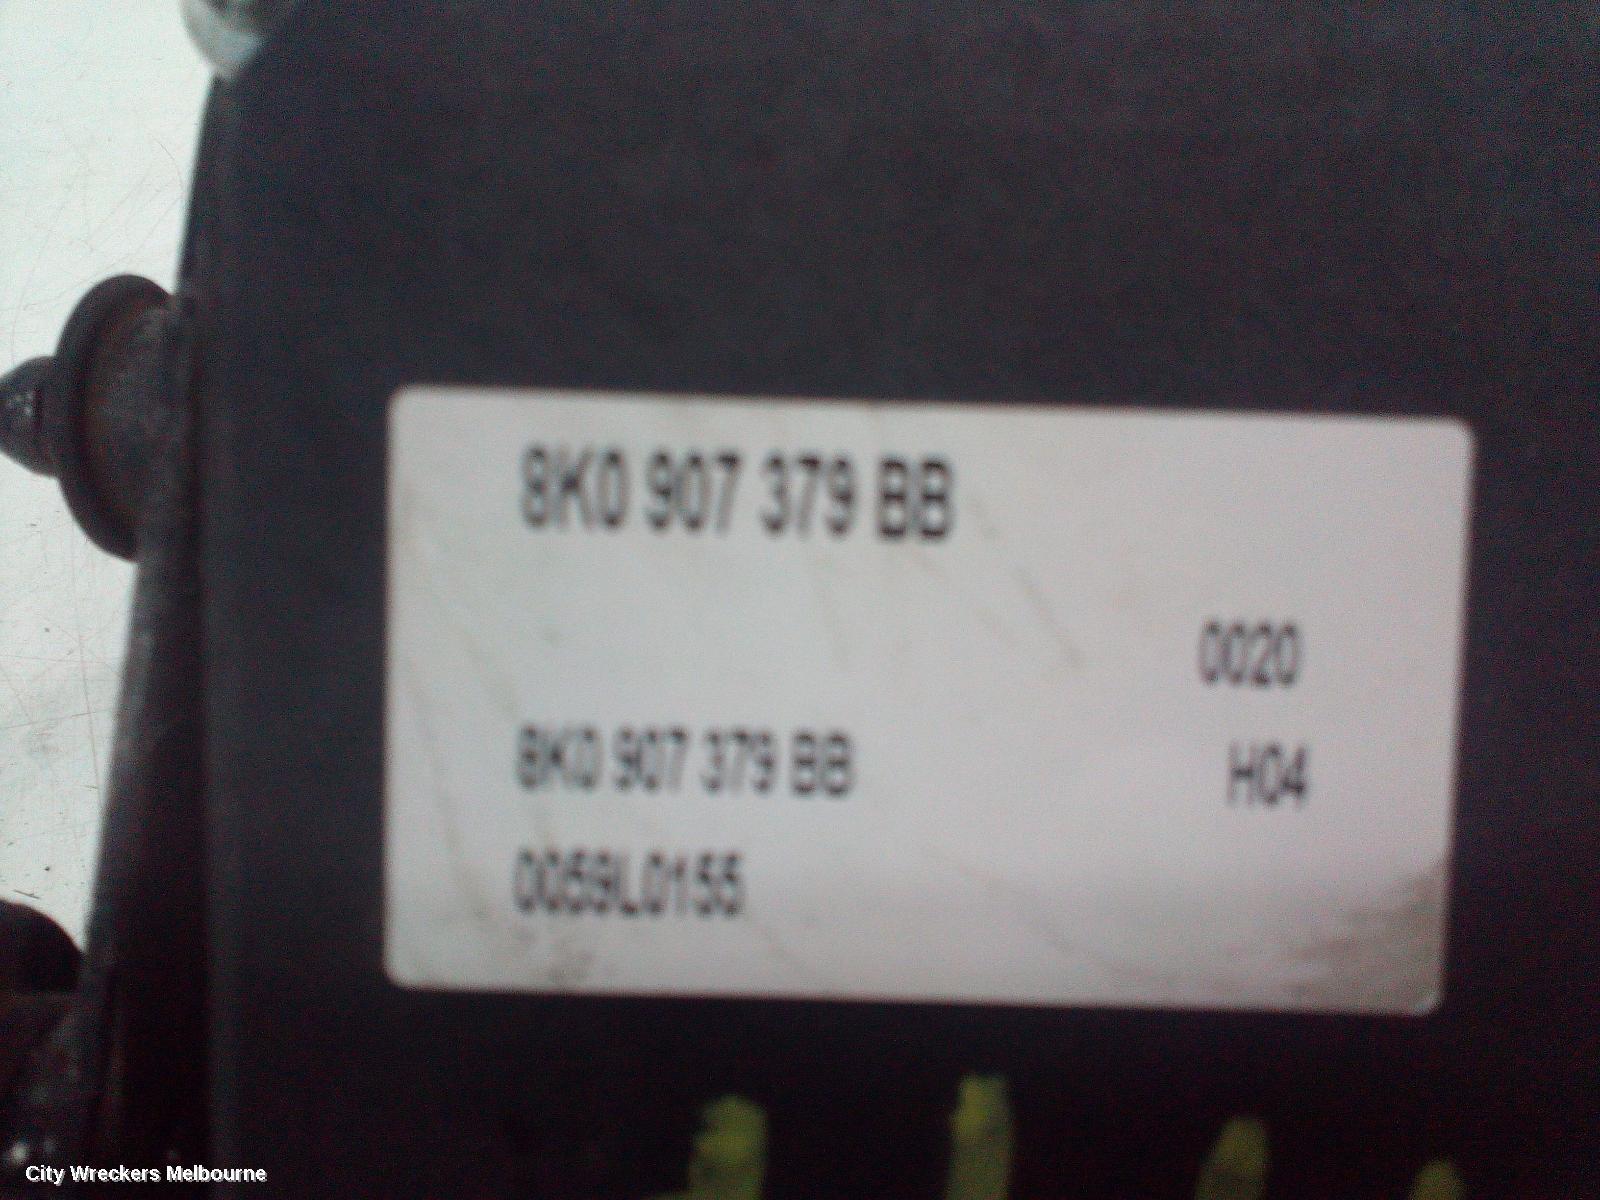 8K0 907 379 BB
0020
8K0 907 379 BB H04
0059L0155
City Wreckers Melbourne